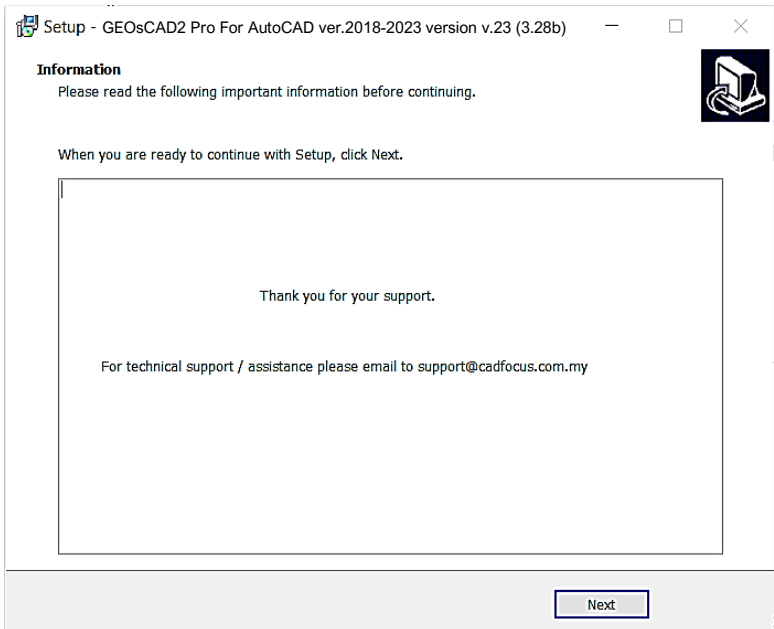 Setup - GEOsCAD2 Pro For AutoCAD ver.2018-2023 version v.23 (3.28b)
Information
Please read the following important information before continuing.
When you are ready to continue with Setup, click Next.
Thank you for your support.
For technical support / assistance please email to support@cadfocus.com.my
Next